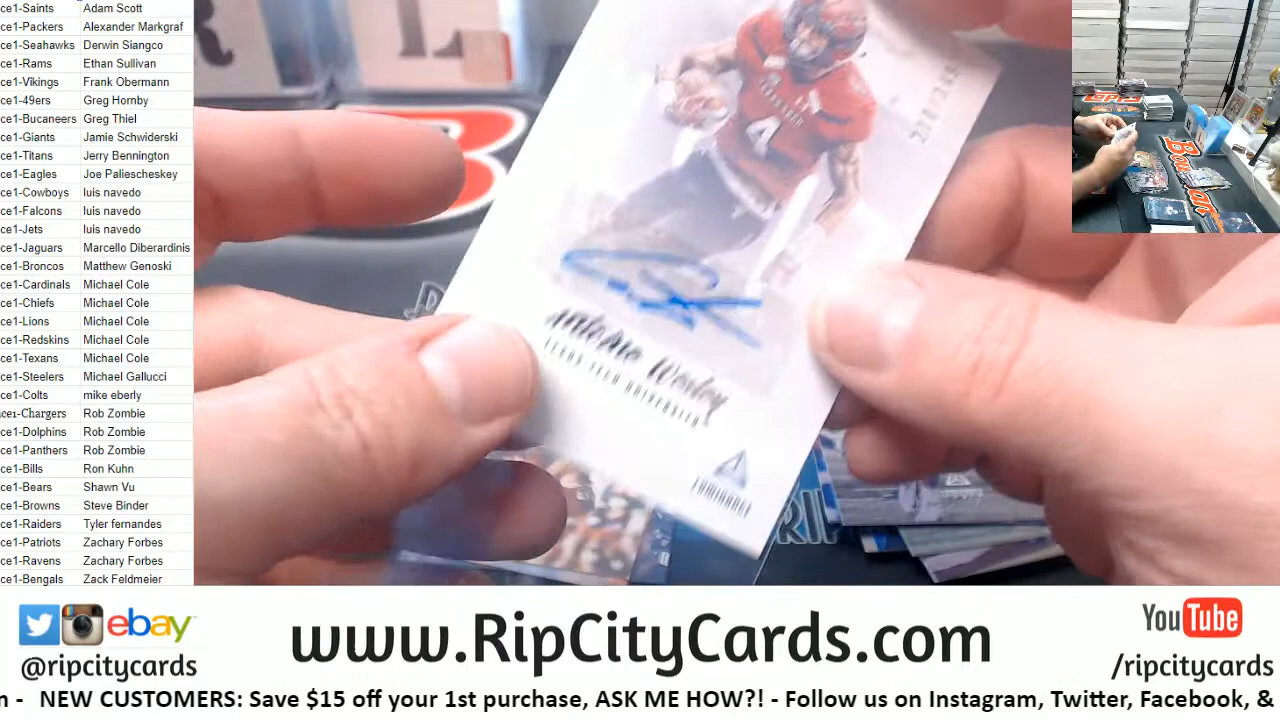 ce1-Saints Adam Scott
ce1-Packers Alexander Markgraf
ce1-Seahawks Derwin Siangco
ce1-Rams Ethan Sullivan
ce1-Vikings Frank Obermann
ce1-49ers Greg Hornby
ce1-Bucaneers Greg Thiel
ce1-Giants Jamie Schwiderski
ce1-Titans Jerry Bennington
ce1-Eagles Joe Paliescheskey
ce1-Cowboys luis navedo
ce1-Falcons luis navedo
ce1-Jets luis navedo
ce1-Jaguars Marcello Diberardinis
ce1-Broncos Matthew Genoski
ce1-Cardinals Michael Cole
ce1-Chiefs Michael Cole
ce1-Lions Michael Cole
ce1-Redskins Michael Cole
ce1-Texans Michael Cole
ce1-Steelers Michael Gallucci
ce1-Colts mike eberly
ace1-Chargers Rob Zombie
ce1-Dolphins Rob Zombie
ce1-Panthers Rob Zombie
ce1-Bills Ron Kuhn
ce1-Bears Shawn Vu
ce1-Browns Steve Binder
ce1-Raiders Tyler fernandes
ce1-Patriots Zachary Forbes
ce1-Ravens Zachary Forbes
ce1-Bengals Zack Feldmeier
4
Antoine Wesley
TEXAS TECH UNIVERSITY
LUMINANCE
ebay
@ripcitycards
www.RipCityCards.com
YouTube
/ripcitycards
n - NEW CUSTOMERS: Save $15 off your 1st purchase, ASK ME HOW?! - Follow us on Instagram, Twitter, Facebook, &